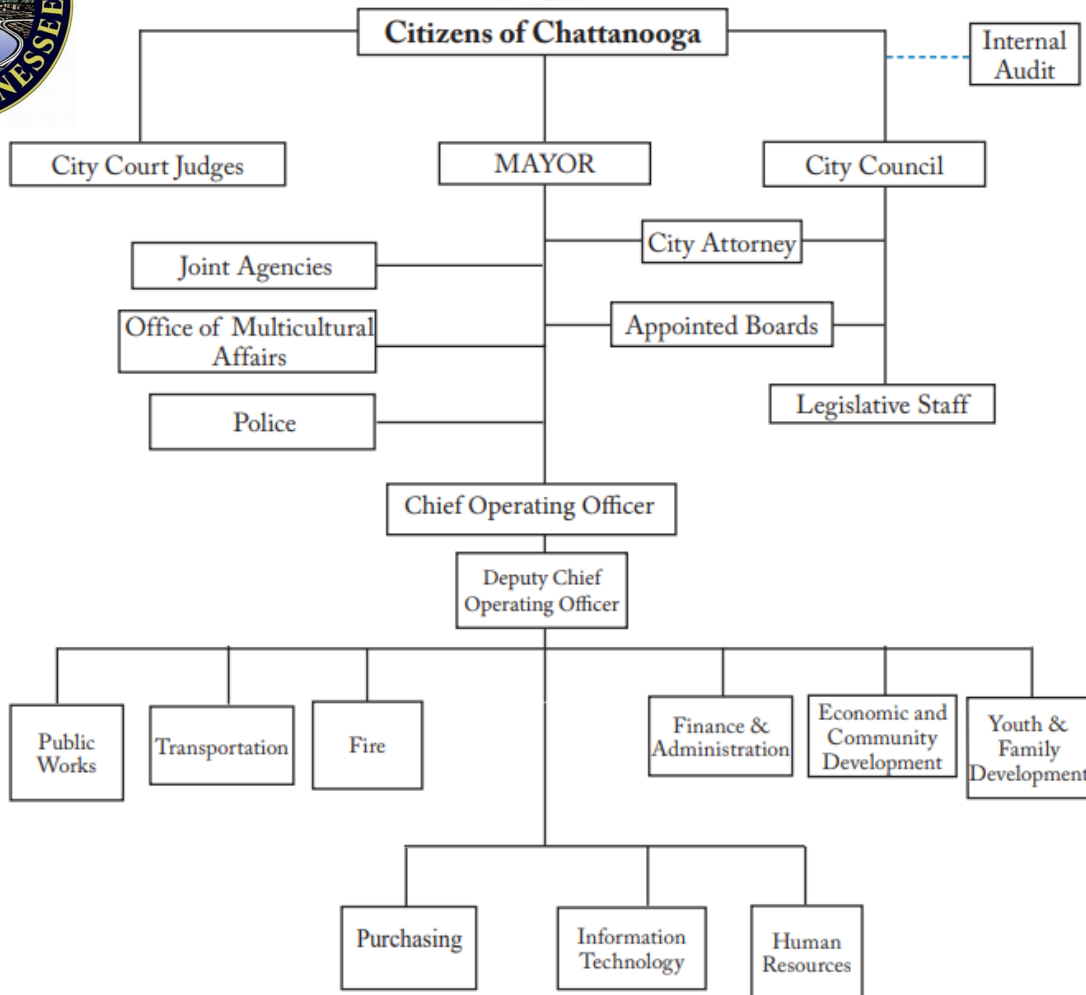 NESSEE
Citizens of Chattanooga
Internal
Audit
City Court Judges
MAYOR
City Council
City Attorney
Joint Agencies
Office of Multicultural
Affairs
Appointed Boards
Legislative Staff
Police
Chief Operating Officer
Deputy Chief
Operating Officer
Public
Works
Transportation
Fire
Finance &
Administration
Economic and
Community
Development
Youth &
Family
Development
Purchasing
Information
Technology
Human
Resources